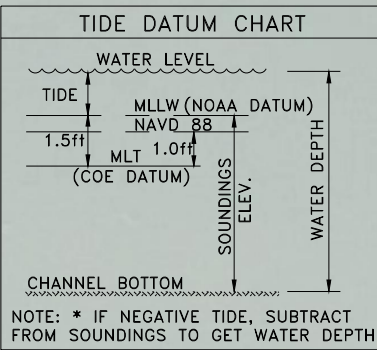 TIDE DATUM CHART
WATER LEVEL
TIDE
MLLW (NOAA DATUM)
NAVD 88
1.5ft
1.0ft
MLT
(COE DATUM)
SOUNDINGS
ELEV.
WATER DEPTH
CHANNEL BOTTOM
NOTE: * IF NEGATIVE TIDE, SUBTRACT
FROM SOUNDINGS TO GET WATER DEPTH